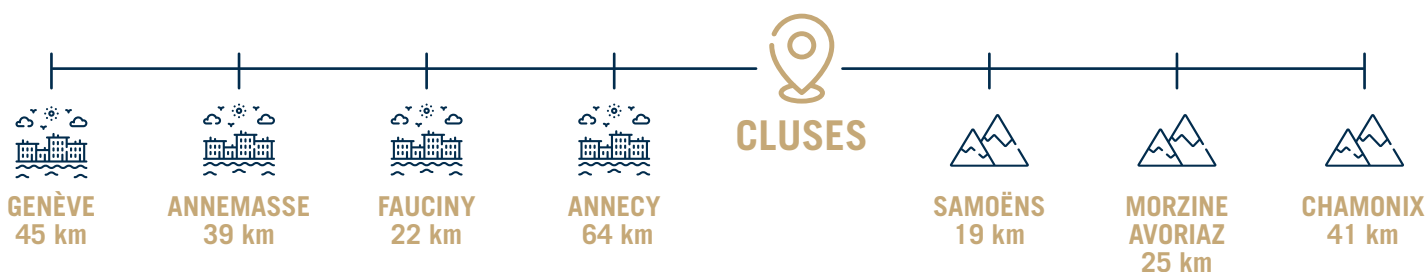 CLUSES
GENÈVE
45 km
ANNEMASSE
39 km
FAUCINY
22 km
ANNECY
64 km
SAMOËNS
19 km
MORZINE
AVORIAZ
25 km
CHAMONIX
41 km